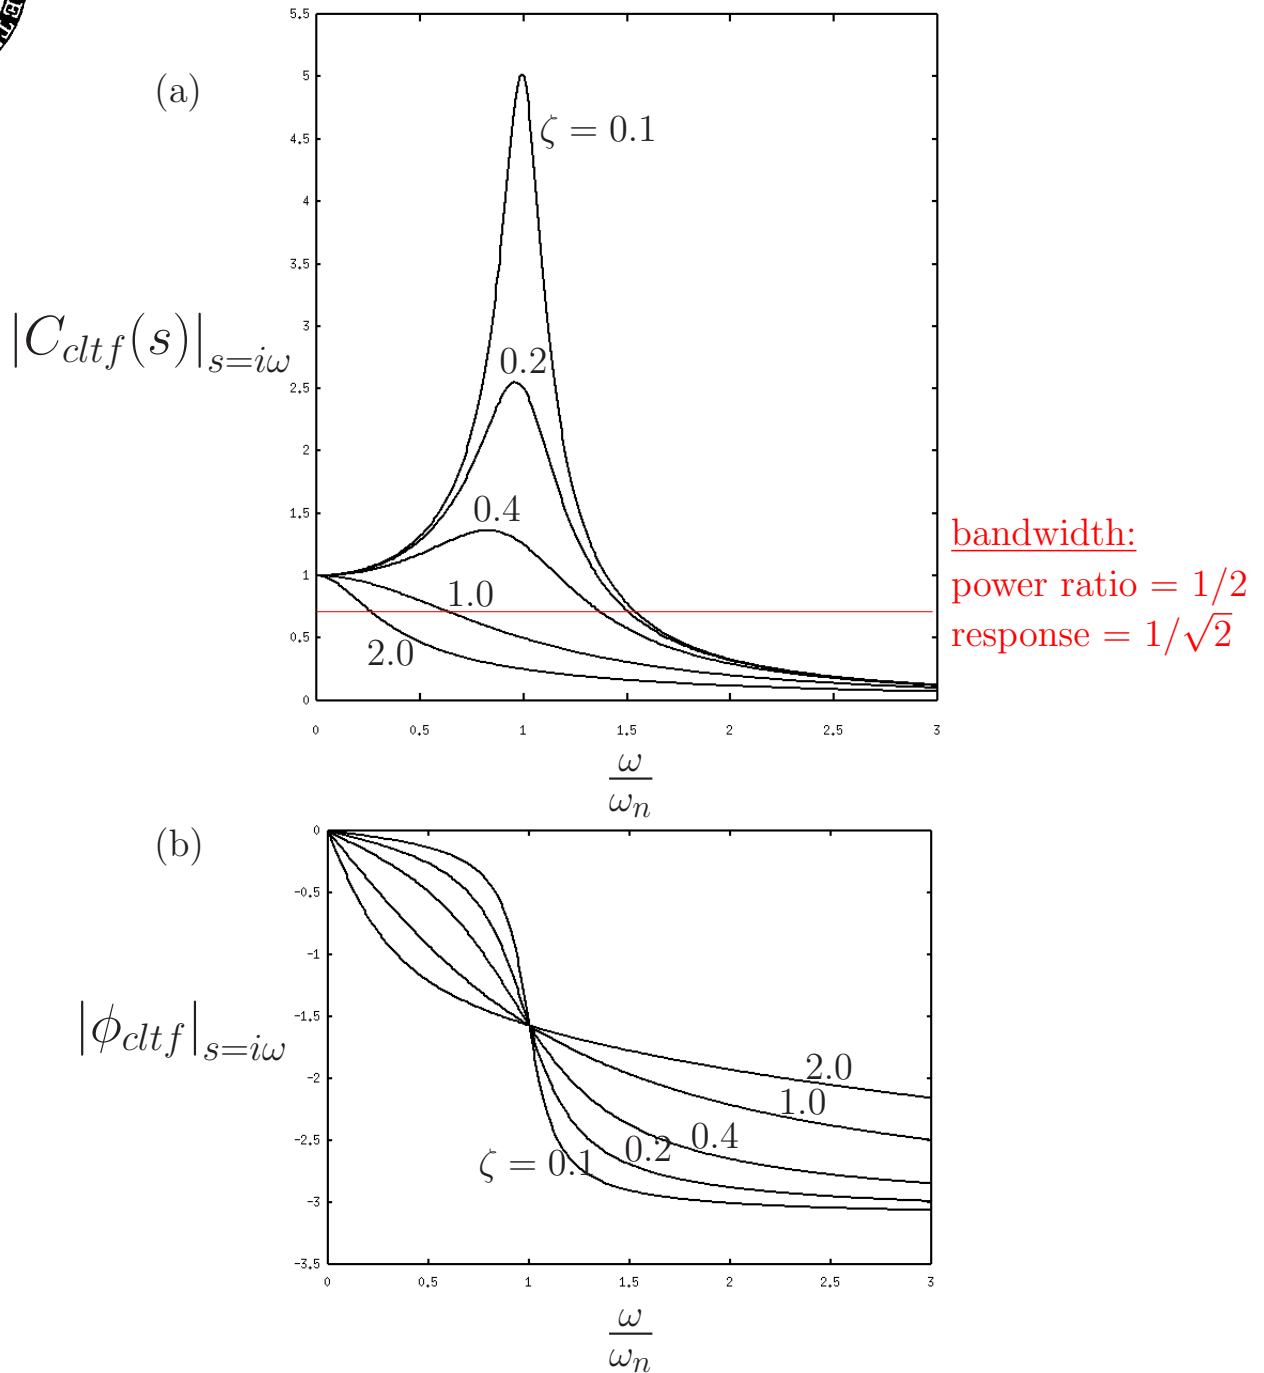 (a)
5.5
5
4.5
4
3.5
3
2.5
2
1.5
1
0.5
0
|C_{cltf}(s)|_{s=iω}
ζ = 0.1
0.2
0.4
1.0
2.0
bandwidth:
power ratio = 1/2
response = 1/√2
0 0.5 1 1.5 2 2.5 3
ω/ω_n
(b)
0
-0.5
-1
-1.5
-2
-2.5
-3
-3.5
|ϕ_{cltf}|_{s=iω}
2.0
1.0
0.4
0.2
ζ = 0.1
0 0.5 1 1.5 2 2.5 3
ω/ω_n